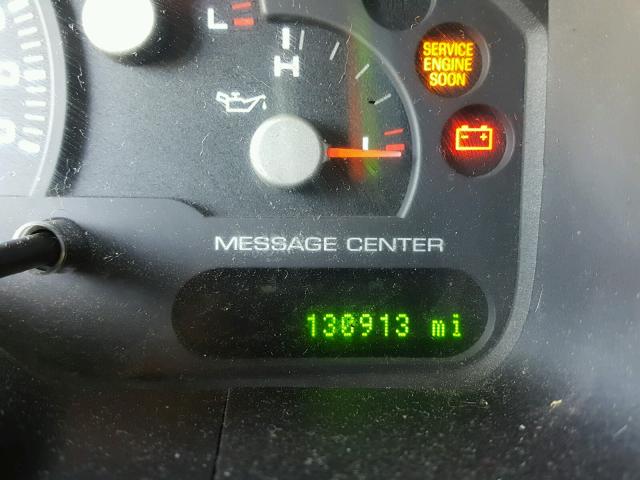 L
H
L
SERVICE
ENGINE
SOON
MESSAGE CENTER
130913 mi